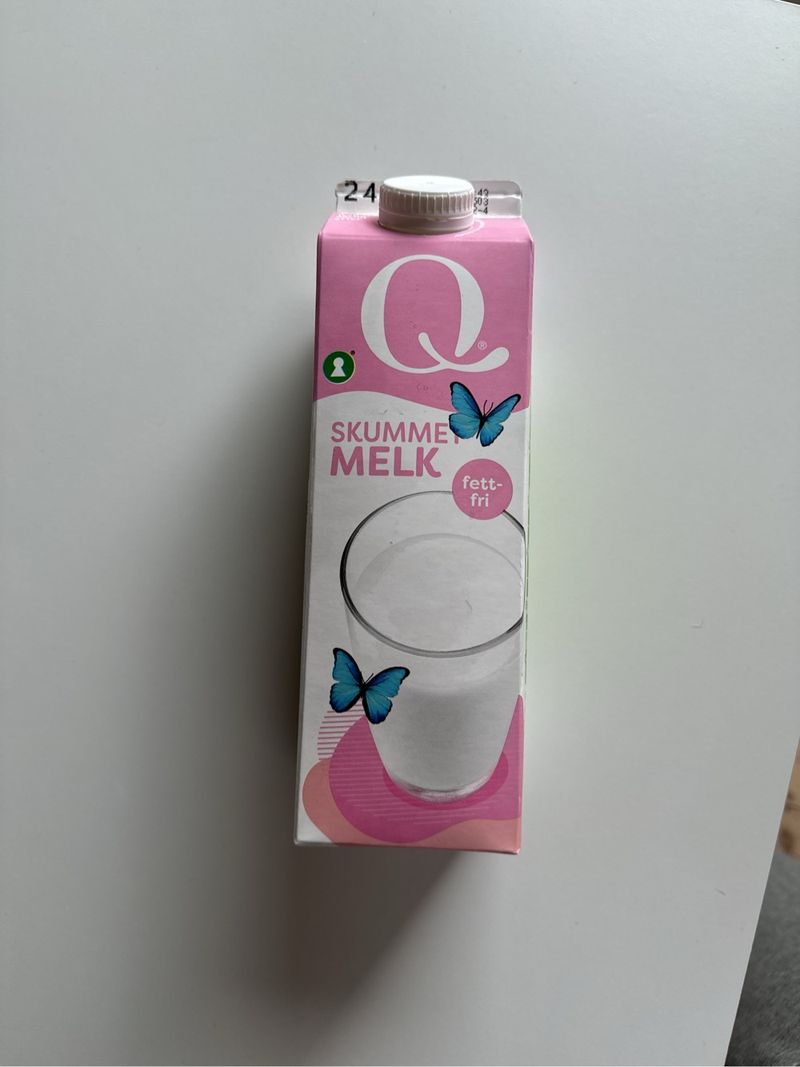 24
Q®
SKUMMET
MELK
fett-
fri